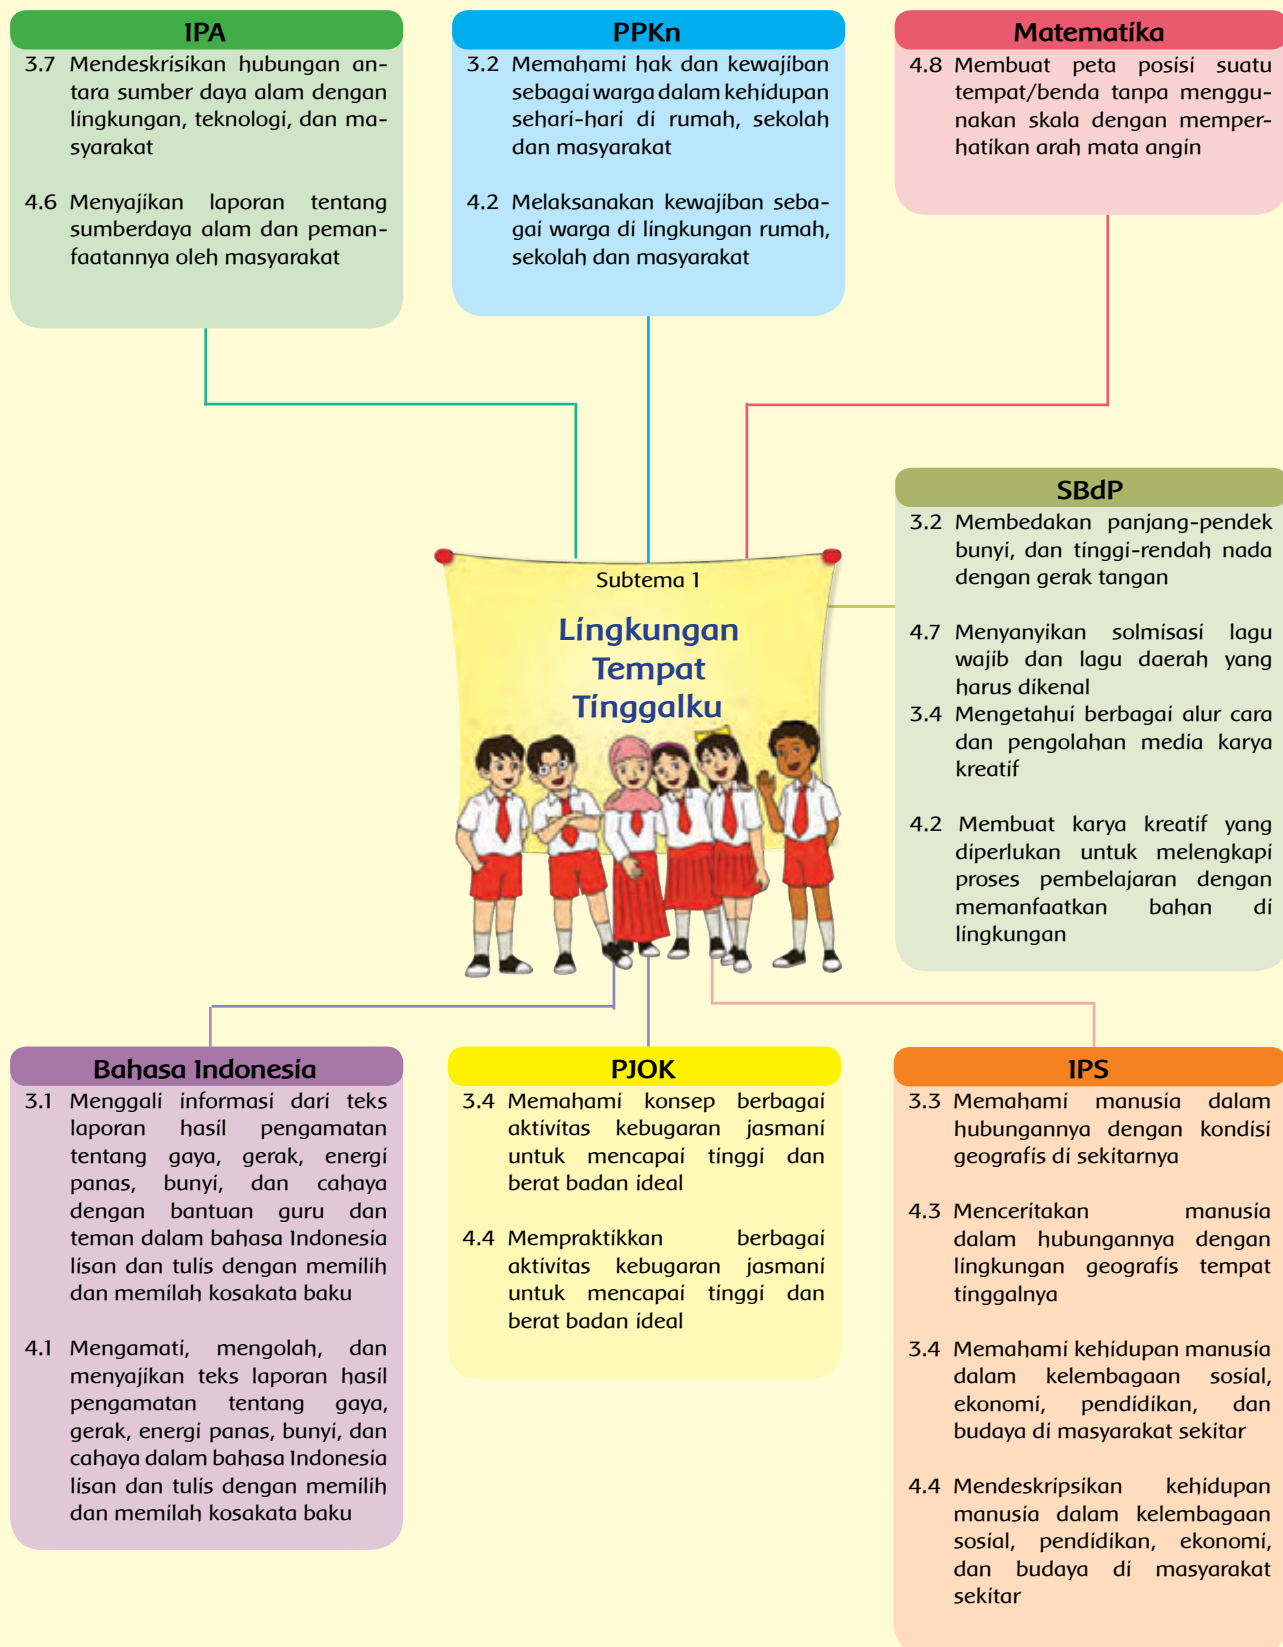 IPA
3.7 Mendeskrisikan hubungan an-
tara sumber daya alam dengan
lingkungan, teknologi, dan ma-
syarakat
4.6 Menyajikan laporan tentang
sumberdaya alam dan peman-
faatannya oleh masyarakat
PPKn
3.2 Memahami hak dan kewajiban
sebagai warga dalam kehidupan
sehari-hari di rumah, sekolah
dan masyarakat
4.2 Melaksanakan kewajiban seba-
gai warga di lingkungan rumah,
sekolah dan masyarakat
Matematika
4.8 Membuat peta posisi suatu
tempat/benda tanpa menggu-
nakan skala dengan memper-
hatikan arah mata angin
SBdP
3.2 Membedakan panjang-pendek
bunyi, dan tinggi-rendah nada
dengan gerak tangan
4.7 Menyanyikan solmisasi lagu
wajib dan lagu daerah yang
harus dikenal
3.4 Mengetahui berbagai alur cara
dan pengolahan media karya
kreatif
4.2 Membuat karya kreatif yang
diperlukan untuk melengkapi
proses pembelajaran dengan
memanfaatkan bahan di
lingkungan
Subtema 1
Lingkungan
Tempat
Tinggalku
Bahasa Indonesia
3.1 Menggali informasi dari teks
laporan hasil pengamatan
tentang gaya, gerak, energi
panas, bunyi, dan cahaya
dengan bantuan guru dan
teman dalam bahasa Indonesia
lisan dan tulis dengan memilih
dan memilah kosakata baku
4.1 Mengamati, mengolah, dan
menyajikan teks laporan hasil
pengamatan tentang gaya,
gerak, energi panas, bunyi, dan
cahaya dalam bahasa Indonesia
lisan dan tulis dengan memilih
dan memilah kosakata baku
PJOK
3.4 Memahami konsep berbagai
aktivitas kebugaran jasmani
untuk mencapai tinggi dan
berat badan ideal
4.4 Mempraktikkan berbagai
aktivitas kebugaran jasmani
untuk mencapai tinggi dan
berat badan ideal
IPS
3.3 Memahami manusia dalam
hubungannya dengan kondisi
geografis di sekitarnya
4.3 Menceritakan manusia
dalam hubungannya dengan
lingkungan geografis tempat
tinggalnya
3.4 Memahami kehidupan manusia
dalam kelembagaan sosial,
ekonomi, pendidikan, dan
budaya di masyarakat sekitar
4.4 Mendeskripsikan kehidupan
manusia dalam kelembagaan
sosial, pendidikan, ekonomi,
dan budaya di masyarakat
sekitar